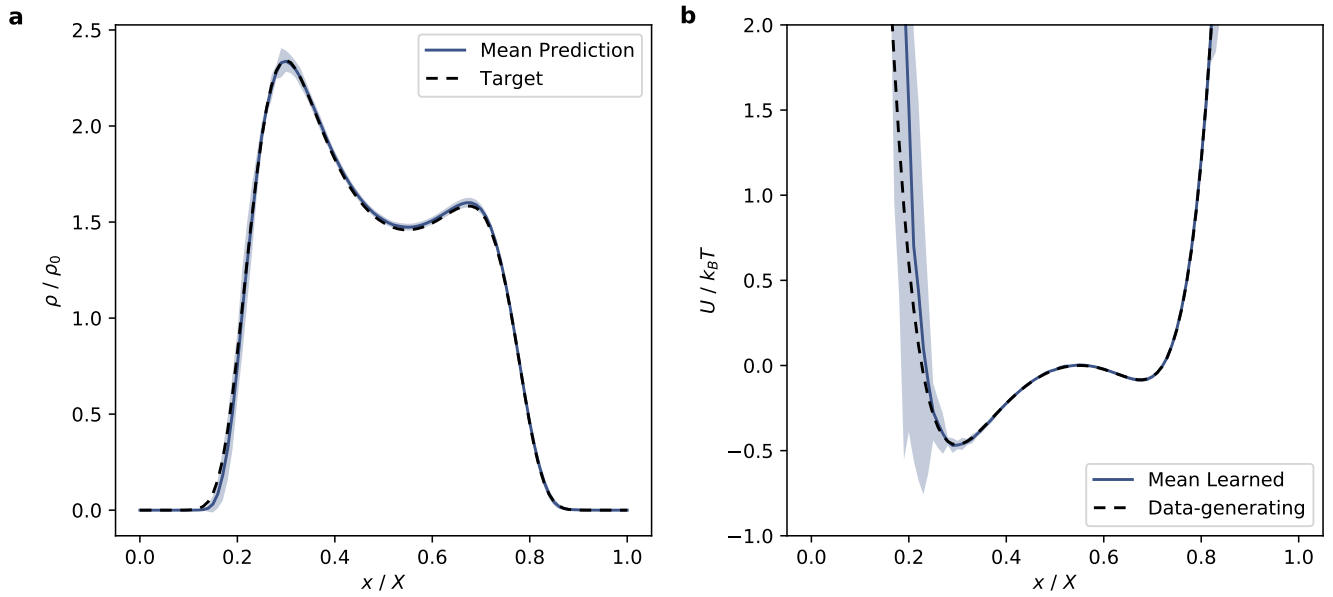 a
2.5
2.0
1.5
1.0
0.5
0.0
ρ / ρ₀
0.0 0.2 0.4 0.6 0.8 1.0
x / X
Mean Prediction
Target
b
2.0
1.5
1.0
0.5
0.0
−0.5
−1.0
U / k_BT
0.0 0.2 0.4 0.6 0.8 1.0
x / X
Mean Learned
Data-generating